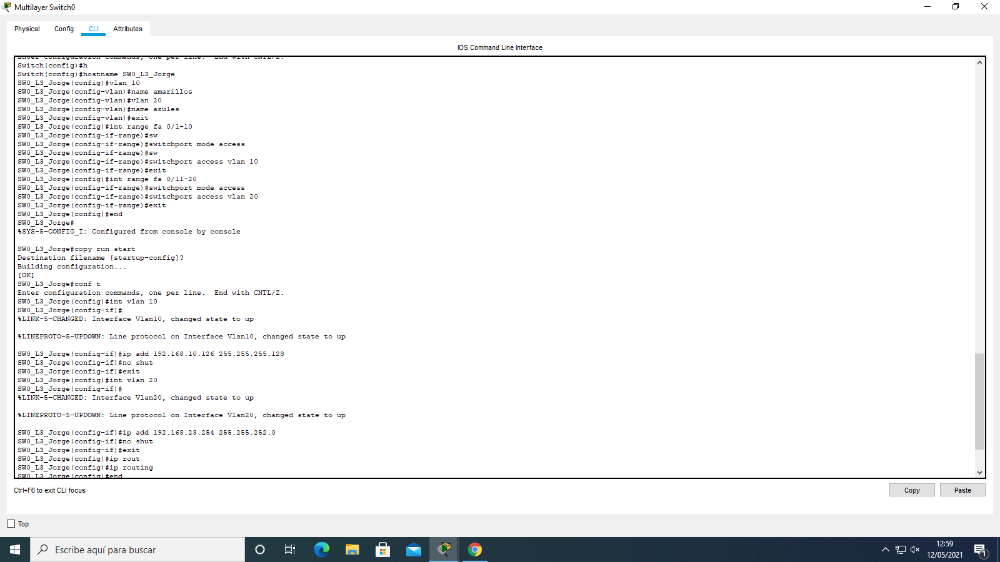 Multilayer Switch0
Physical
Config
CLI
Attributes
IOS Command Line Interface
Enter configuration commands, one per line.  End with CNTL/Z.
Switch(config)#h
Switch(config)#hostname SW0_L3_Jorge
SW0_L3_Jorge(config)#vlan 10
SW0_L3_Jorge(config-vlan)#name amarillos
SW0_L3_Jorge(config-vlan)#vlan 20
SW0_L3_Jorge(config-vlan)#name azules
SW0_L3_Jorge(config-vlan)#exit
SW0_L3_Jorge(config)#int range fa 0/1-10
SW0_L3_Jorge(config-if-range)#sw
SW0_L3_Jorge(config-if-range)#switchport mode access
SW0_L3_Jorge(config-if-range)#sw
SW0_L3_Jorge(config-if-range)#switchport access vlan 10
SW0_L3_Jorge(config-if-range)#exit
SW0_L3_Jorge(config)#int range fa 0/11-20
SW0_L3_Jorge(config-if-range)#switchport mode access
SW0_L3_Jorge(config-if-range)#switchport access vlan 20
SW0_L3_Jorge(config-if-range)#exit
SW0_L3_Jorge(config)#end
SW0_L3_Jorge#
%SYS-5-CONFIG_I: Configured from console by console
SW0_L3_Jorge#copy run start
Destination filename [startup-config]?
Building configuration...
[OK]
SW0_L3_Jorge#conf t
Enter configuration commands, one per line.  End with CNTL/Z.
SW0_L3_Jorge(config)#int vlan 10
SW0_L3_Jorge(config-if)#
%LINK-5-CHANGED: Interface Vlan10, changed state to up
%LINEPROTO-5-UPDOWN: Line protocol on Interface Vlan10, changed state to up
SW0_L3_Jorge(config-if)#ip add 192.168.10.126 255.255.255.128
SW0_L3_Jorge(config-if)#no shut
SW0_L3_Jorge(config-if)#exit
SW0_L3_Jorge(config)#int vlan 20
SW0_L3_Jorge(config-if)#
%LINK-5-CHANGED: Interface Vlan20, changed state to up
%LINEPROTO-5-UPDOWN: Line protocol on Interface Vlan20, changed state to up
SW0_L3_Jorge(config-if)#ip add 192.168.23.254 255.255.252.0
SW0_L3_Jorge(config-if)#no shut
SW0_L3_Jorge(config-if)#exit
SW0_L3_Jorge(config)#ip rout
SW0_L3_Jorge(config)#ip routing
SW0_L3_Jorge(config)#end
Ctrl+F6 to exit CLI focus
Copy
Paste
Top
Escribe aquí para buscar
12:59
12/05/2021
1